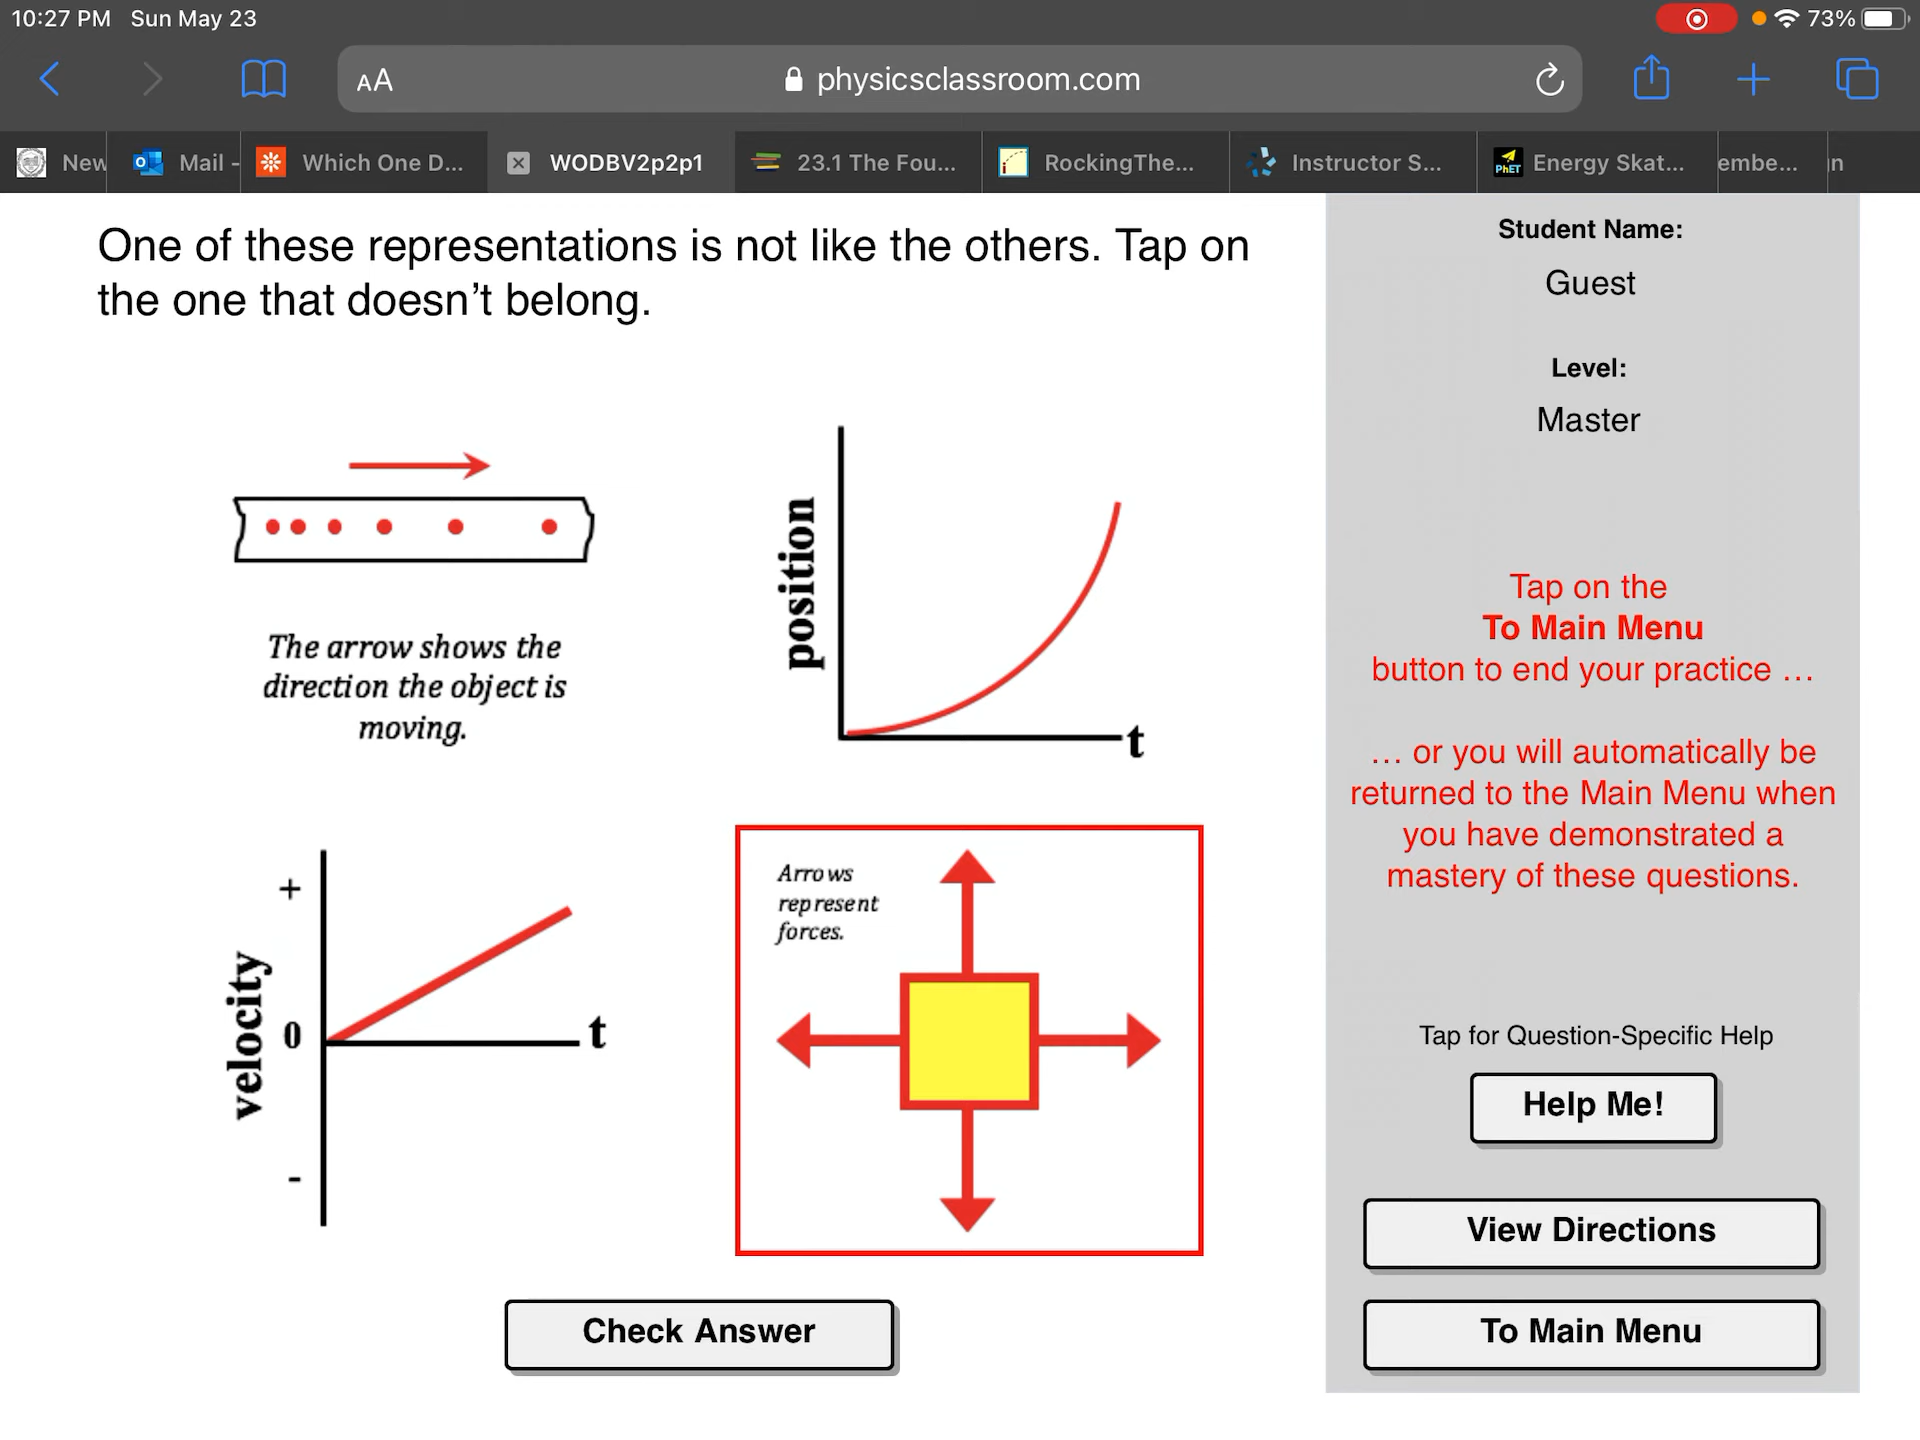 10:27 PM Sun May 23
73%
AA
physicsclassroom.com
New
Mail -
Which One D...
WODBV2p2p1
23.1 The Fou...
RockingThe...
Instructor S...
PhET
Energy Skat...
embe...
in
One of these representations is not like the others. Tap on
the one that doesn’t belong.
The arrow shows the
direction the object is
moving.
position
t
velocity
+
0
-
t
Arrows
represent
forces.
Check Answer
Student Name:
Guest
Level:
Master
Tap on the
To Main Menu
button to end your practice …
… or you will automatically be
returned to the Main Menu when
you have demonstrated a
mastery of these questions.
Tap for Question-Specific Help
Help Me!
View Directions
To Main Menu